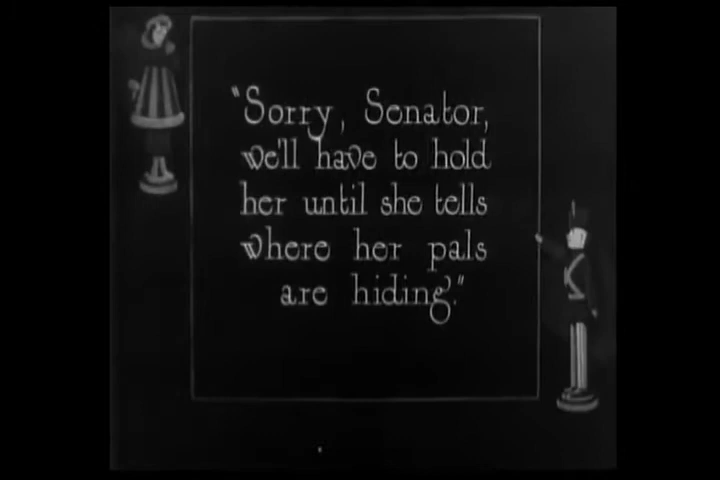 "Sorry, Senator,
we'll have to hold
her until she tells
where her pals
are hiding."